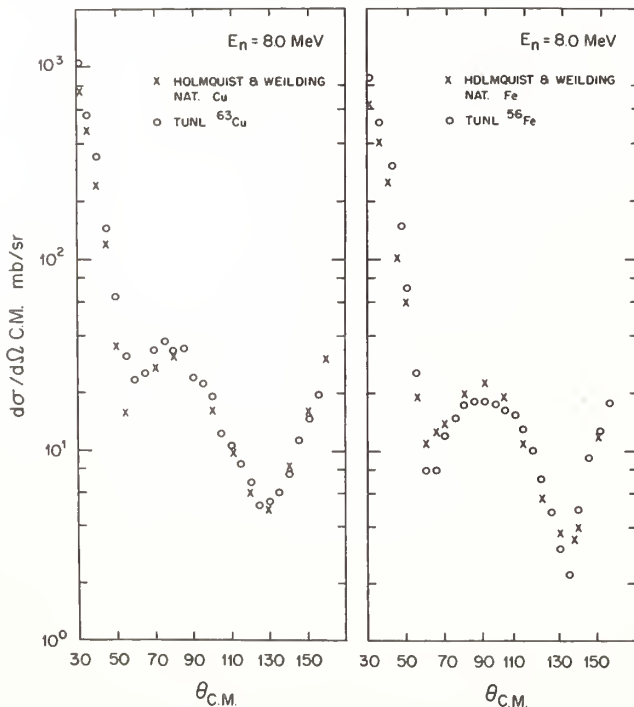 Eₙ = 8.0 MeV
× HOLMQUIST & WEILDING
NAT. Cu
○ TUNL ⁶³Cu
Eₙ = 8.0 MeV
× HOLMQUIST & WEILDING
NAT. Fe
○ TUNL ⁵⁶Fe
dσ/dΩ C.M. mb/sr
10³
10²
10¹
10⁰
30 50 70 90 110 130 150
θC.M.
30 50 70 90 110 130 150
θC.M.